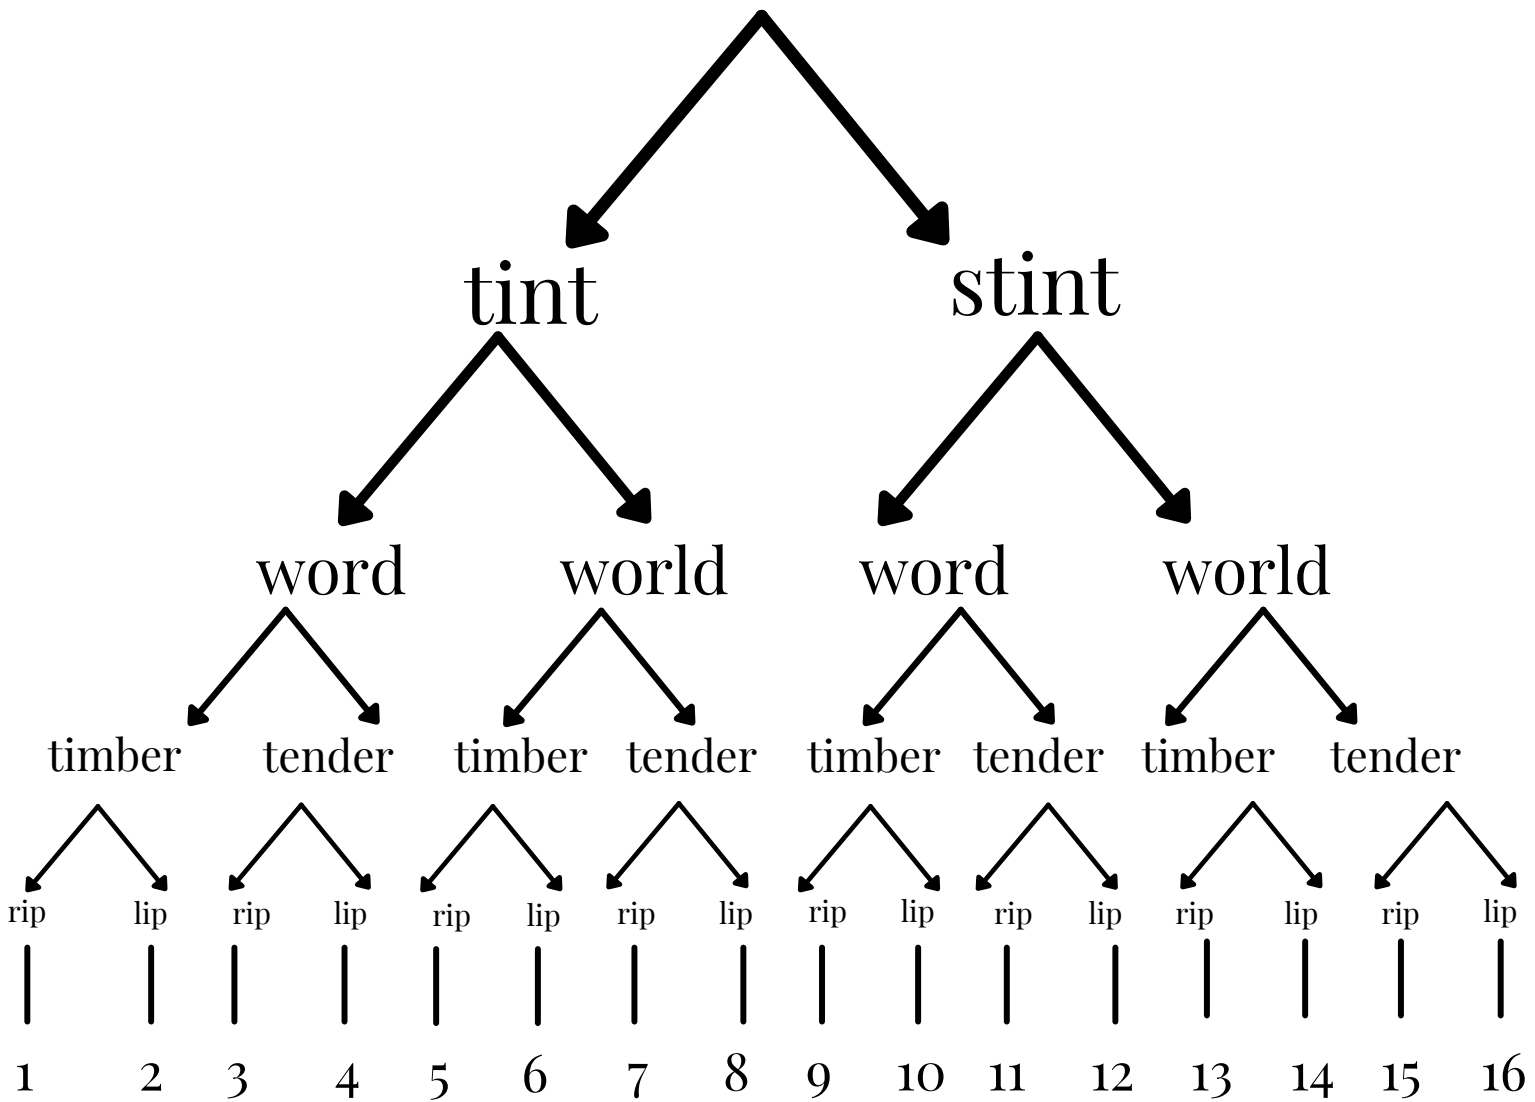 tint stint
word world word world
timber tender timber tender timber tender timber tender
rip lip rip lip rip lip rip lip rip lip rip lip rip lip rip lip
1 2 3 4 5 6 7 8 9 10 11 12 13 14 15 16